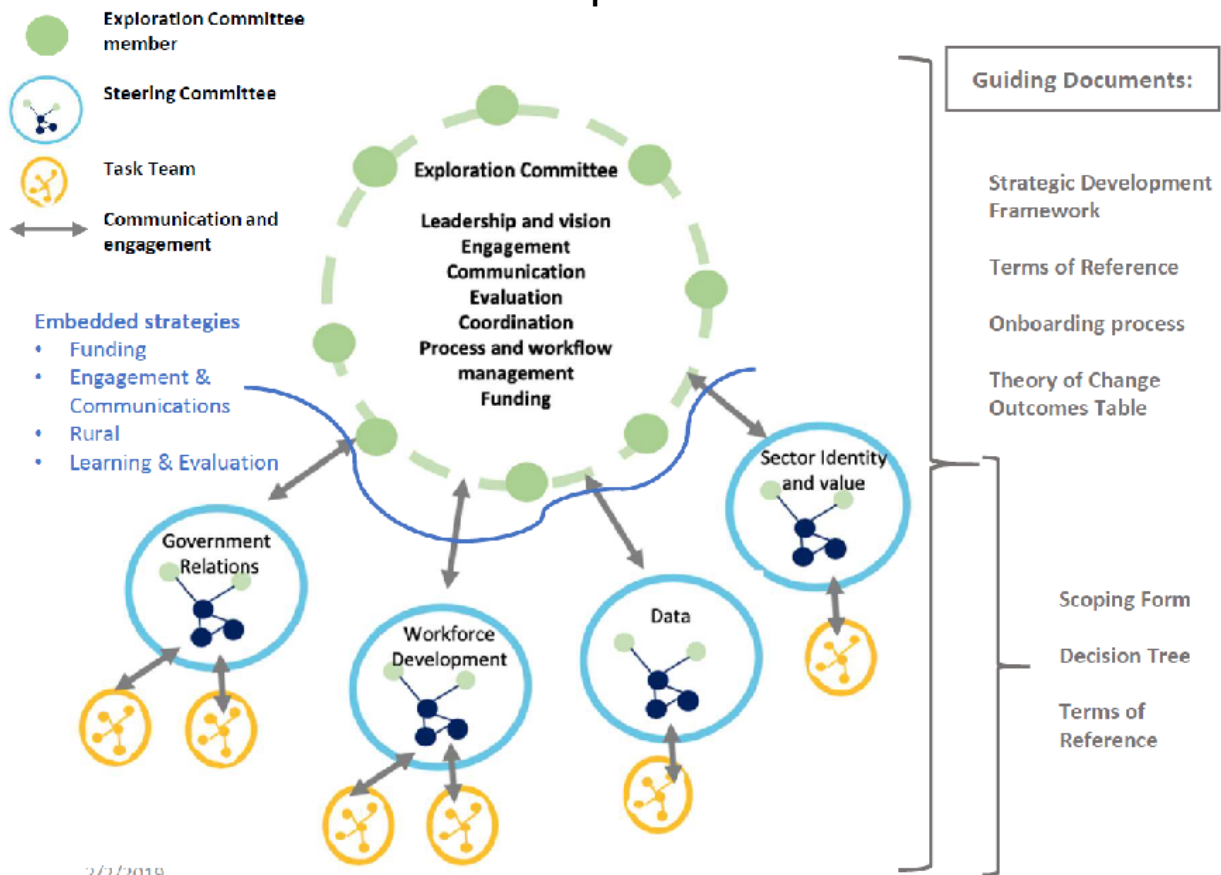 Exploration Committee
member
Steering Committee
Task Team
Communication and
engagement
Embedded strategies
• Funding
• Engagement &
Communications
• Rural
• Learning & Evaluation
Exploration Committee
Leadership and vision
Engagement
Communication
Evaluation
Coordination
Process and workflow
management
Funding
Government
Relations
Workforce
Development
Data
Sector Identity
and value
Guiding Documents:
Strategic Development
Framework
Terms of Reference
Onboarding process
Theory of Change
Outcomes Table
Scoping Form
Decision Tree
Terms of
Reference